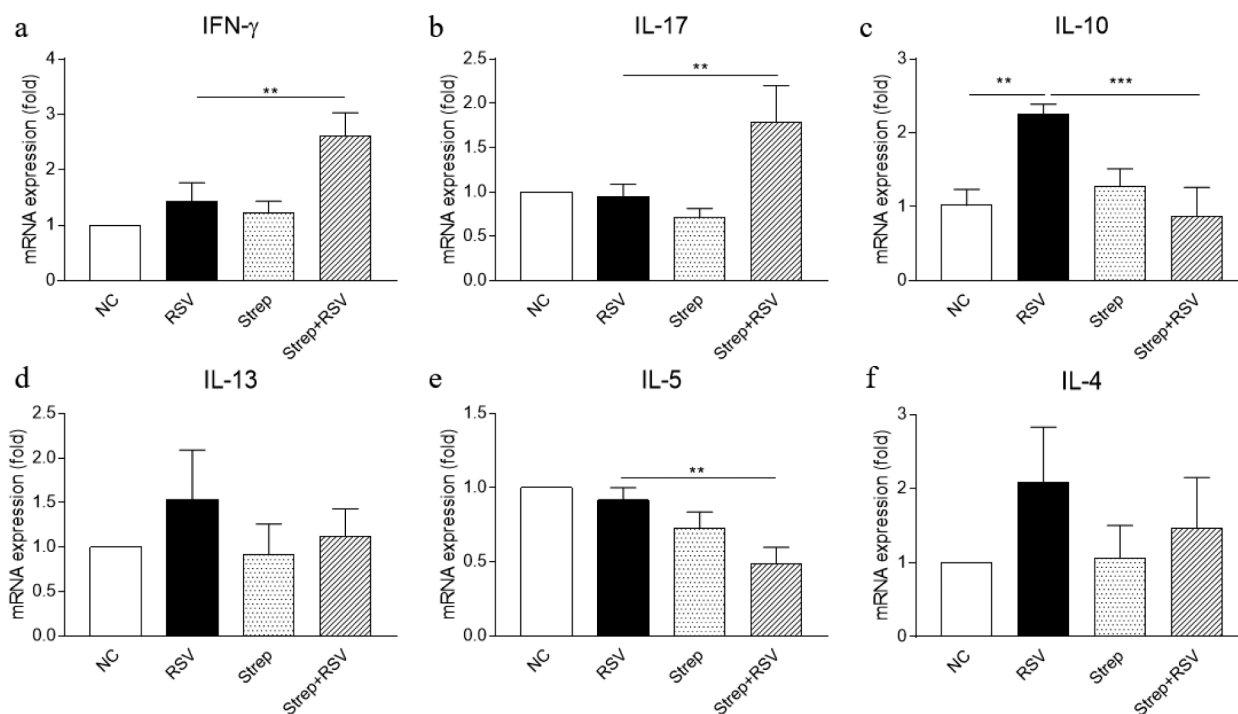 a
IFN-γ
mRNA expression (fold)
4
3
2
1
0
**
NC
RSV
Strep
Strep+RSV
b
IL-17
mRNA expression (fold)
2.5
2.0
1.5
1.0
0.5
0.0
**
NC
RSV
Strep
Strep+RSV
c
IL-10
mRNA expression (fold)
3
2
1
0
**
***
NC
RSV
Strep
Strep+RSV
d
IL-13
mRNA expression (fold)
2.5
2.0
1.5
1.0
0.5
0.0
NC
RSV
Strep
Strep+RSV
e
IL-5
mRNA expression (fold)
1.5
1.0
0.5
0.0
**
NC
RSV
Strep
Strep+RSV
f
IL-4
mRNA expression (fold)
3
2
1
0
NC
RSV
Strep
Strep+RSV